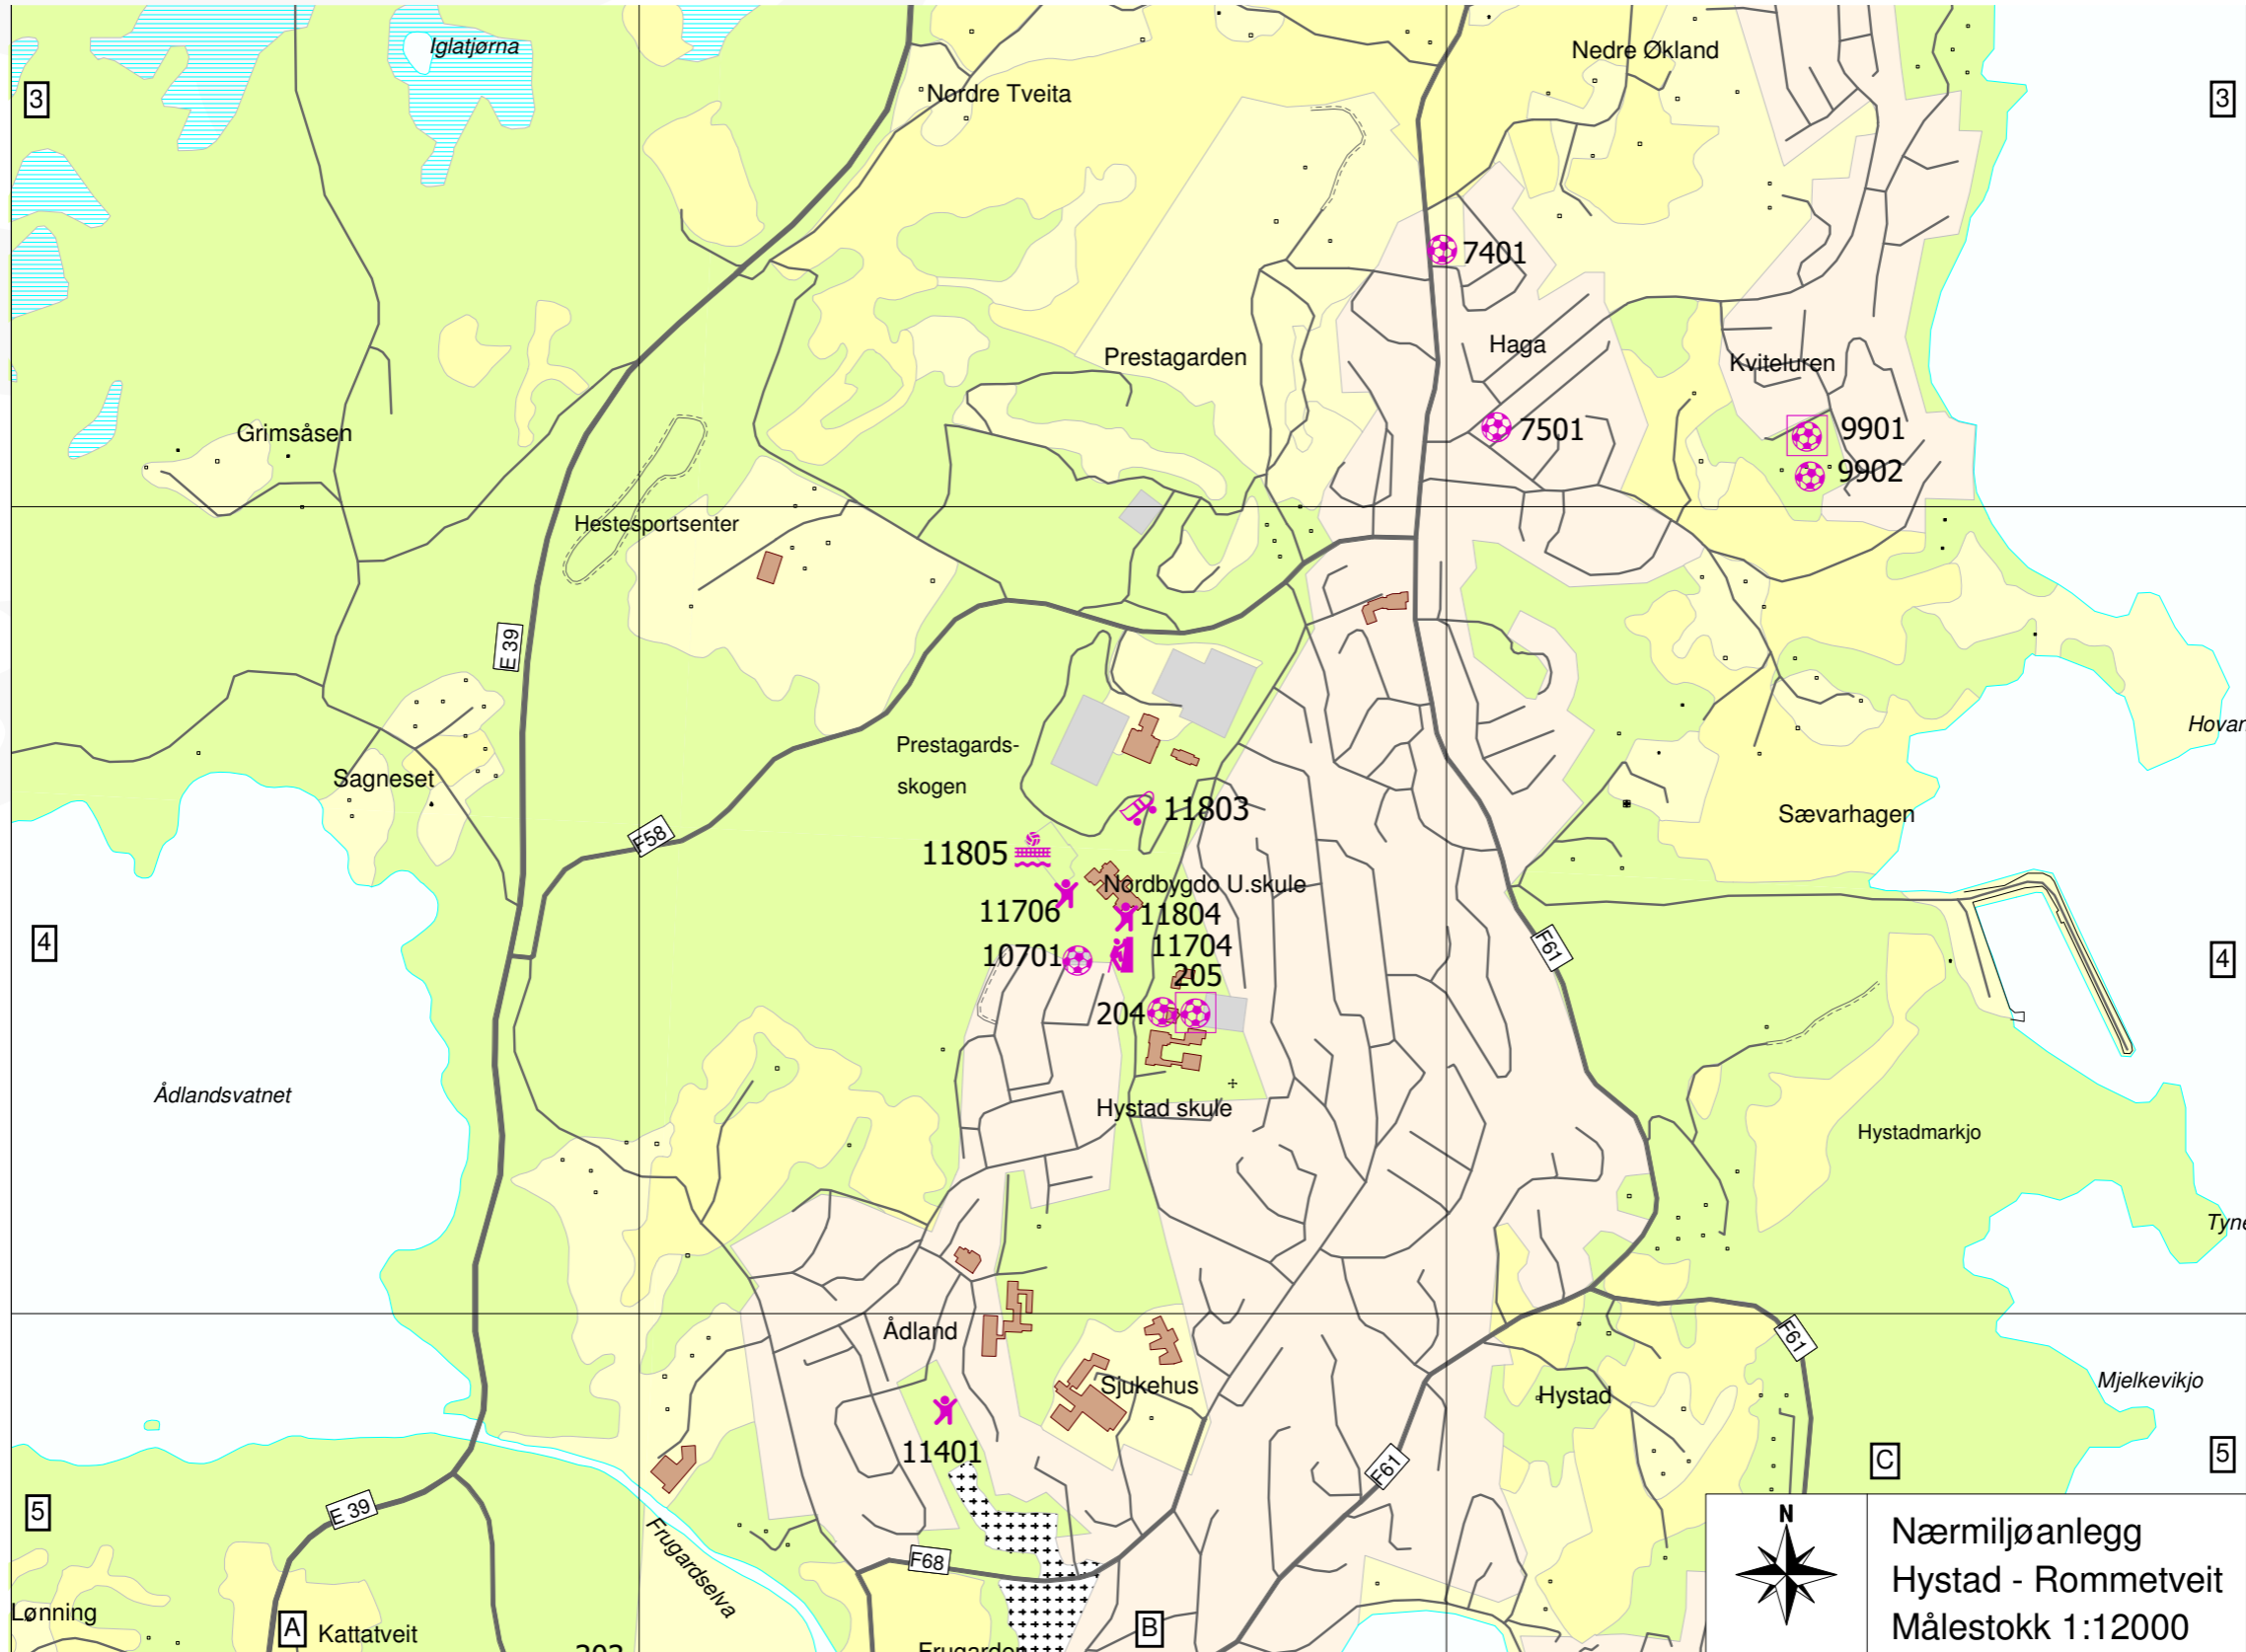 Iglatjørna
Nedre Økland
3
Nordre Tveita
3
7401
Haga
Prestagarden
Kviteluren
Grimsåsen
7501
9901
9902
Hestesportsenter
E 39
Hovar
Prestagards-
skogen
Sagneset
11803
Sævarhagen
F58
11805
Nordbygdo U.skule
11706
11804
4
11704
F61
4
10701
205
204
Ådlandsvatnet
Hystad skule
Hystadmarkjo
Tyne
Ådland
F61
Sjukehus
Mjelkevikjo
Hystad
11401
F61
C
5
5
E 39
N
Nærmiljøanlegg
Frugardselva
F68
Hystad - Rommetveit
Lønning
A
Kattatveit
B
Målestokk 1:12000